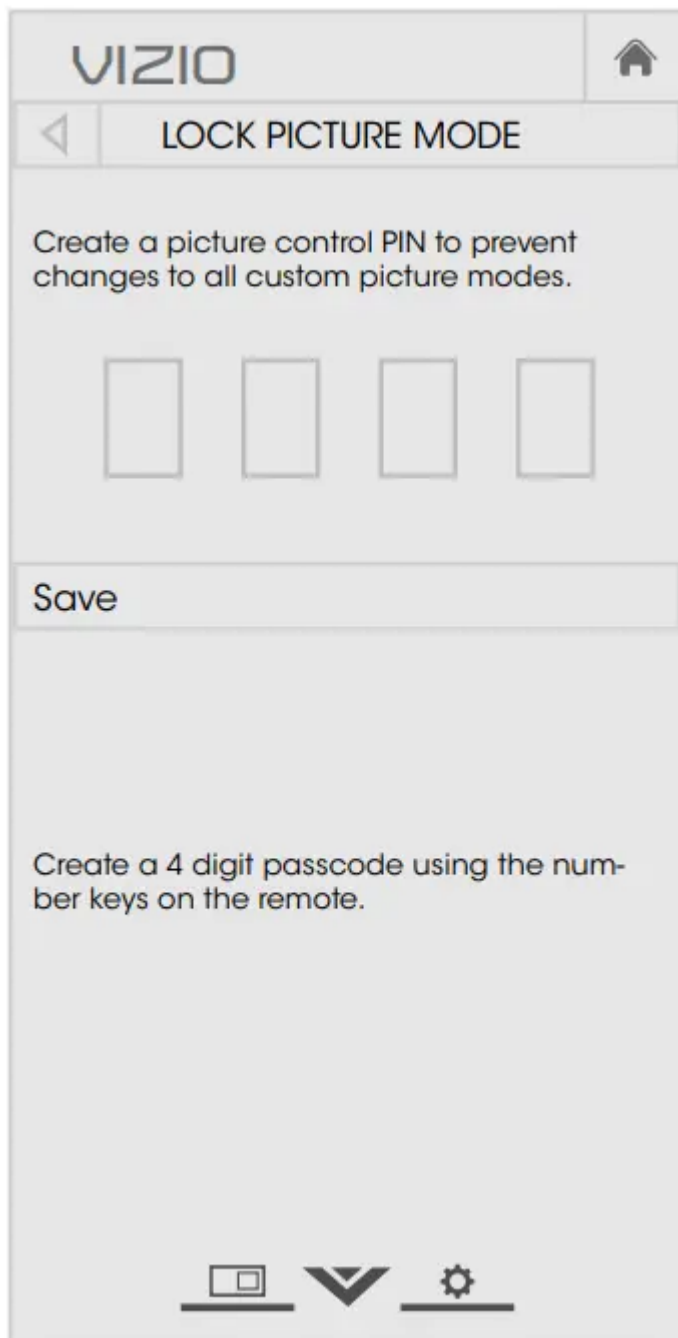 VIZIO
LOCK PICTURE MODE
Create a picture control PIN to prevent
changes to all custom picture modes.
Save
Create a 4 digit passcode using the num-
ber keys on the remote.